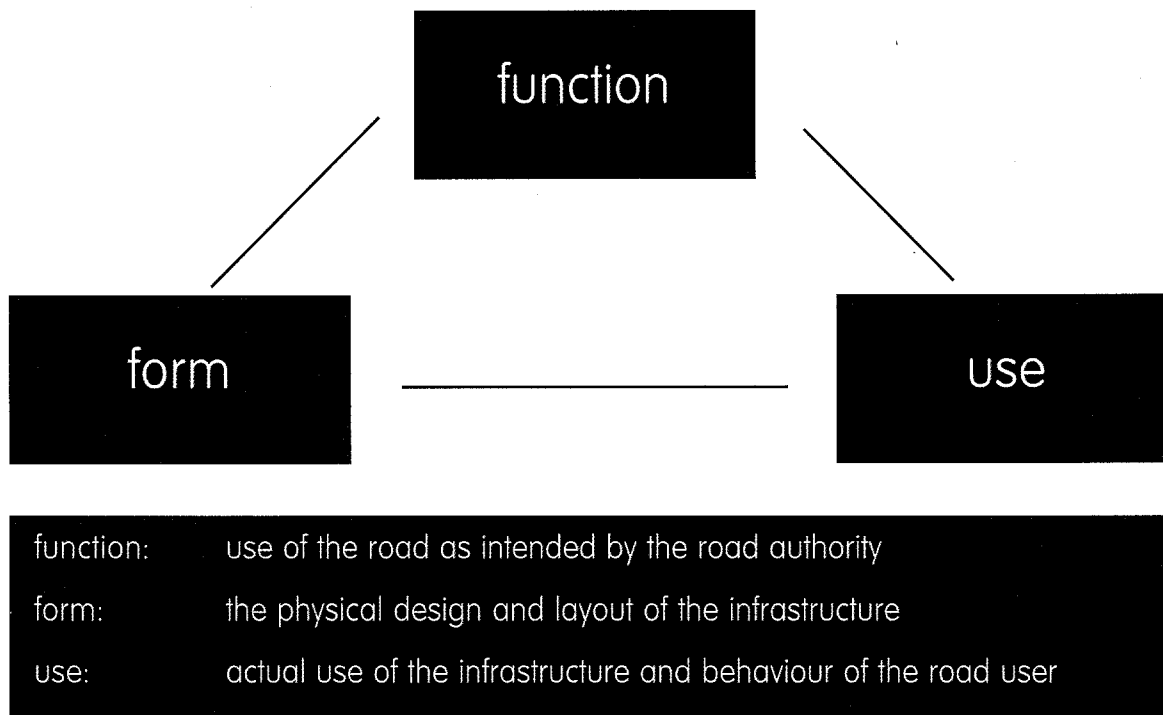 function
form
use
function: use of the road as intended by the road authority
form: the physical design and layout of the infrastructure
use: actual use of the infrastructure and behaviour of the road user